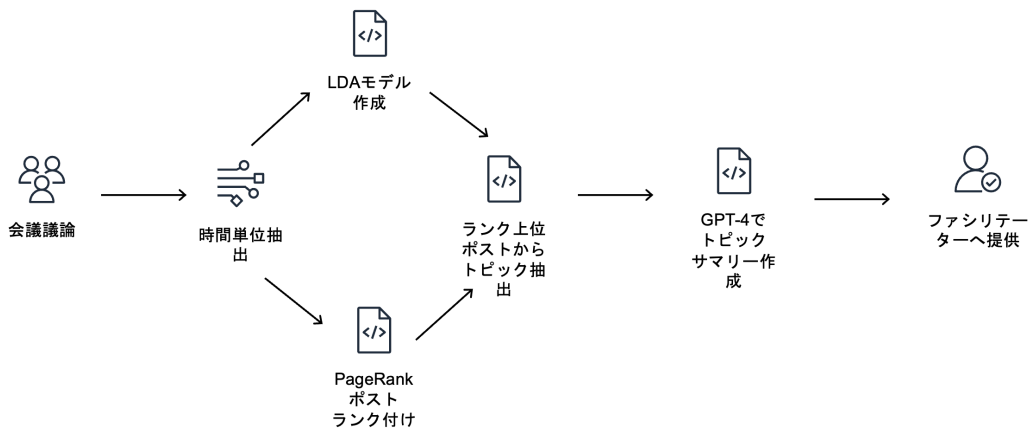 会議議論
時間単位抽
出
</>
LDAモデル
作成
</>
PageRank
ポスト
ランク付け
</>
ランク上位
ポストから
トピック抽
出
</>
GPT-4で
トピック
サマリー作
成
ファシリテー
ターへ提供